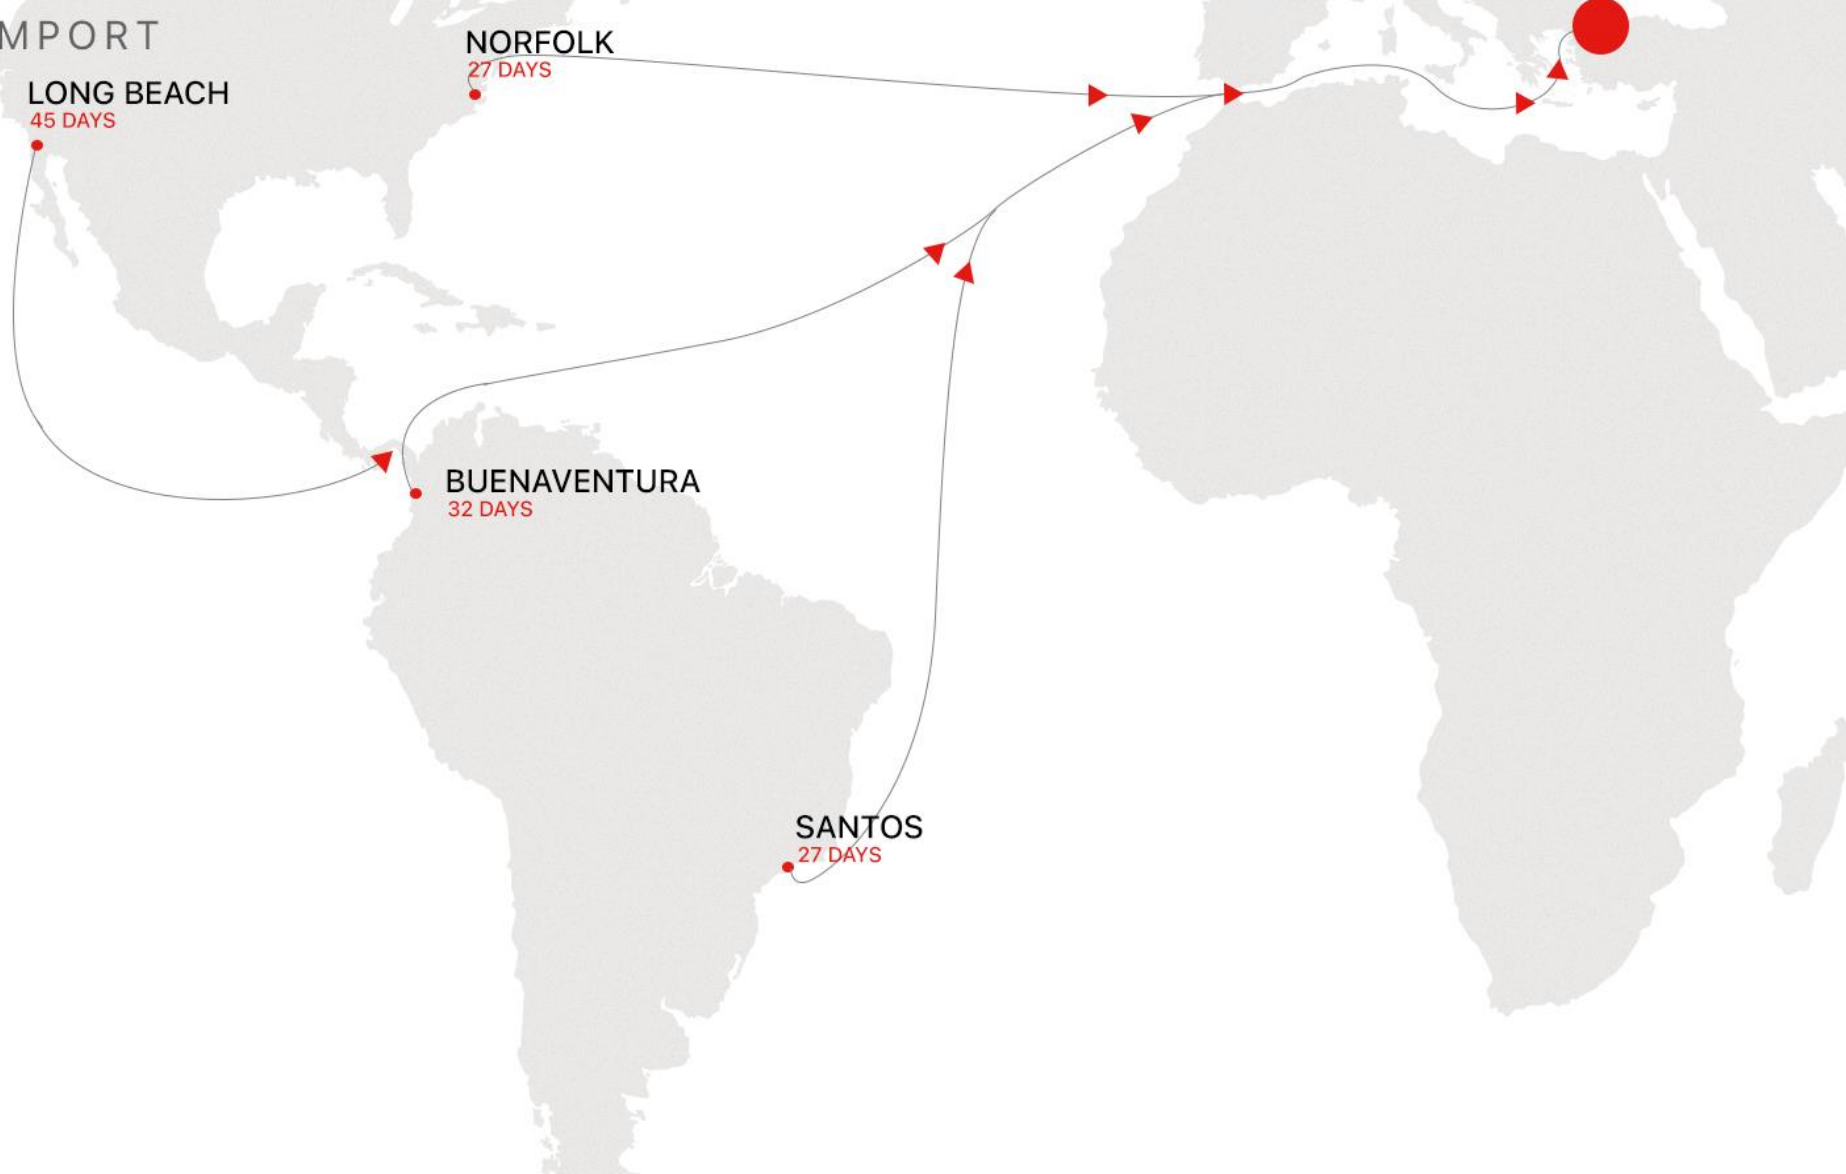 MPORT
NORFOLK
27 DAYS
LONG BEACH
45 DAYS
BUENAVENTURA
32 DAYS
SANTOS
27 DAYS